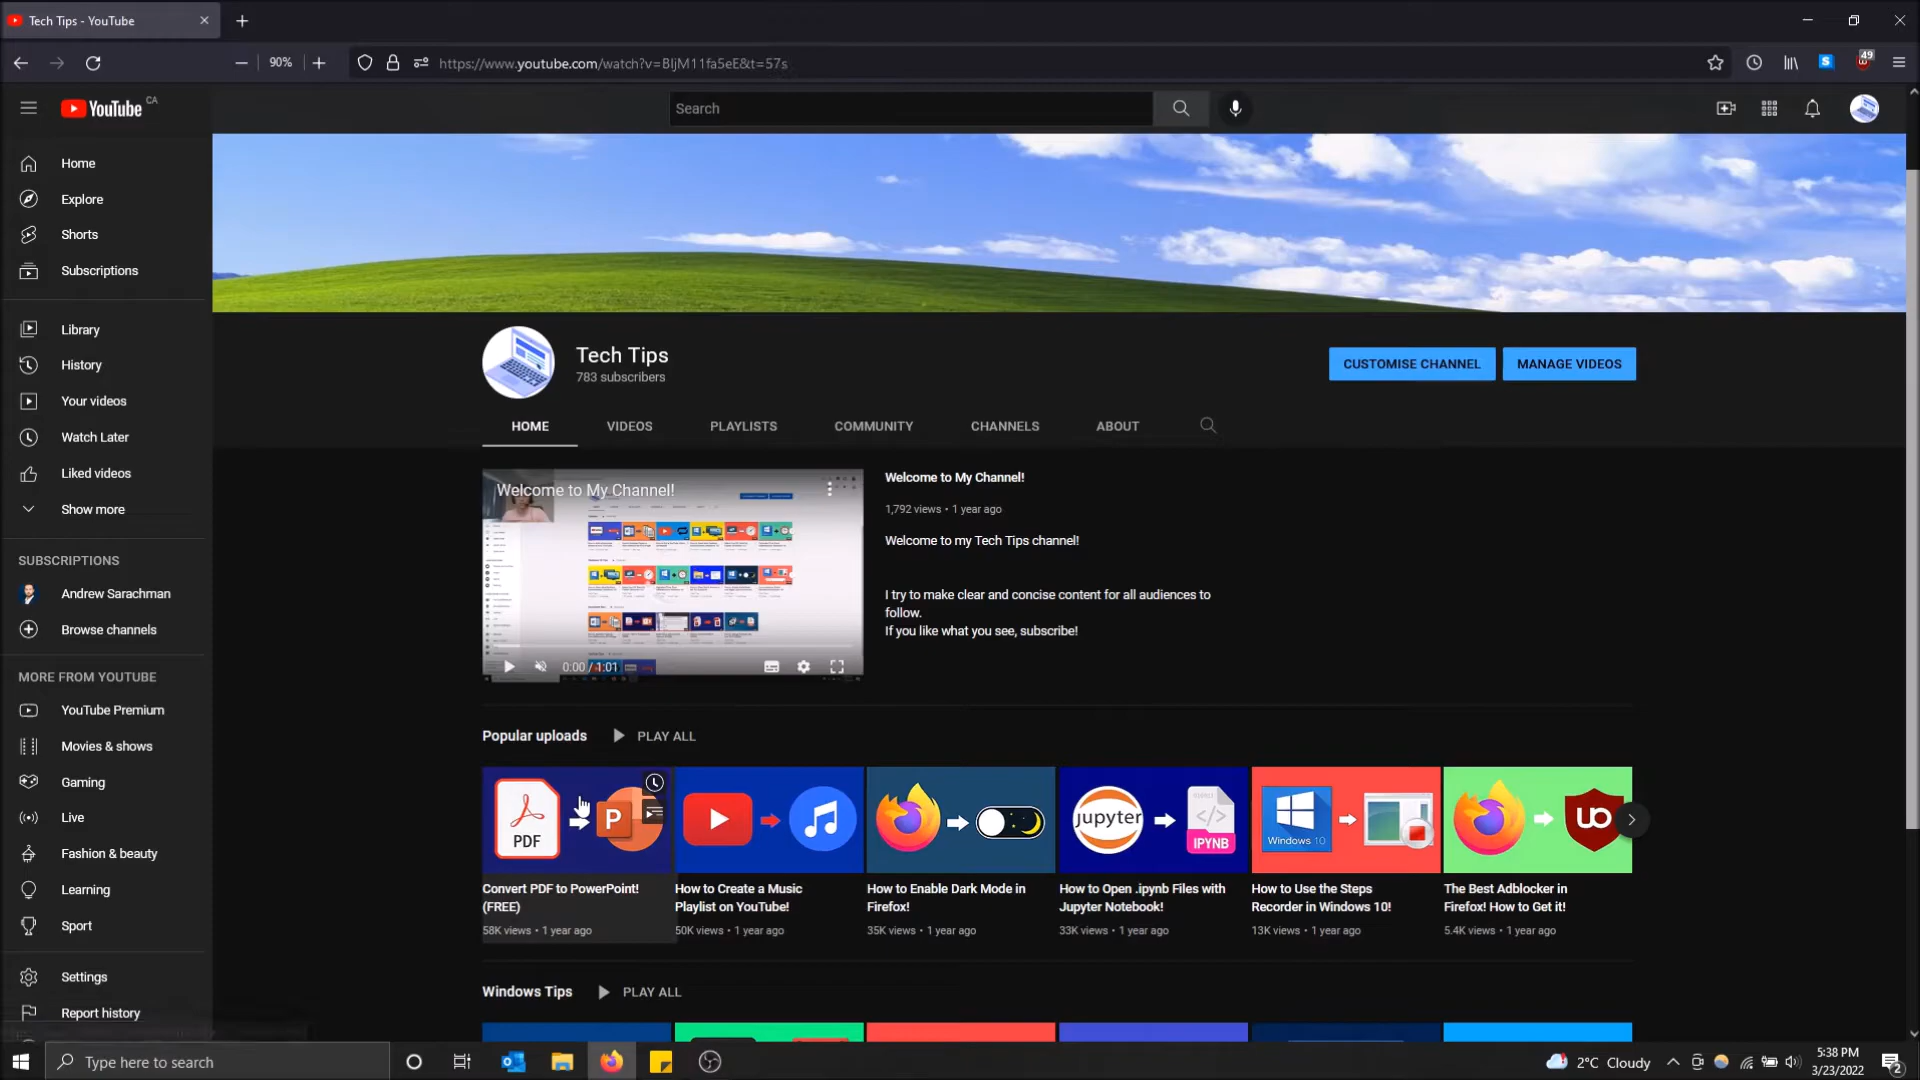 Tech Tips - YouTube
90%
https://www.youtube.com/watch?v=BIjM11fa5eE&t=57s
49
YouTube CA
Search
Home
Explore
Shorts
Subscriptions
Library
History
Your videos
Watch Later
Liked videos
Show more
SUBSCRIPTIONS
Andrew Sarachman
Browse channels
MORE FROM YOUTUBE
YouTube Premium
Movies & shows
Gaming
Live
Fashion & beauty
Learning
Sport
Settings
Report history
Tech Tips
783 subscribers
CUSTOMISE CHANNEL
MANAGE VIDEOS
HOME
VIDEOS
PLAYLISTS
COMMUNITY
CHANNELS
ABOUT
Welcome to My Channel!
0:00 / 1:01
Welcome to My Channel!
1,792 views • 1 year ago
Welcome to my Tech Tips channel!
I try to make clear and concise content for all audiences to
follow.
If you like what you see, subscribe!
Popular uploads
PLAY ALL
PDF
P
Convert PDF to PowerPoint!
(FREE)
58K views • 1 year ago
How to Create a Music
Playlist on YouTube!
50K views • 1 year ago
How to Enable Dark Mode in
Firefox!
35K views • 1 year ago
jupyter
</>
IPYNB
How to Open .ipynb Files with
Jupyter Notebook!
33K views • 1 year ago
Windows 10
How to Use the Steps
Recorder in Windows 10!
13K views • 1 year ago
UO
The Best Adblocker in
Firefox! How to Get it!
5.4K views • 1 year ago
Windows Tips
PLAY ALL
Type here to search
2°C Cloudy
5:38 PM
3/23/2022
2